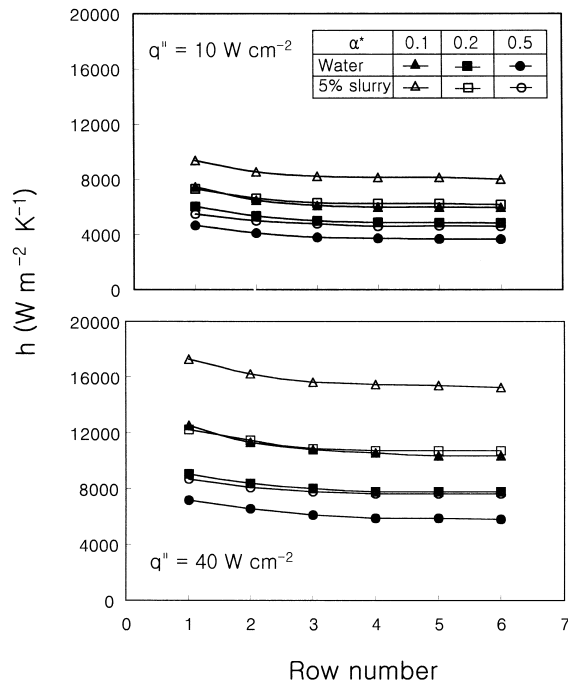 20000
16000
12000
8000
4000
0
q" = 10 W cm⁻²
α* 0.1 0.2 0.5
Water
5% slurry
h (W m⁻² K⁻¹)
20000
16000
12000
8000
4000
0
q" = 40 W cm⁻²
0 1 2 3 4 5 6 7
Row number